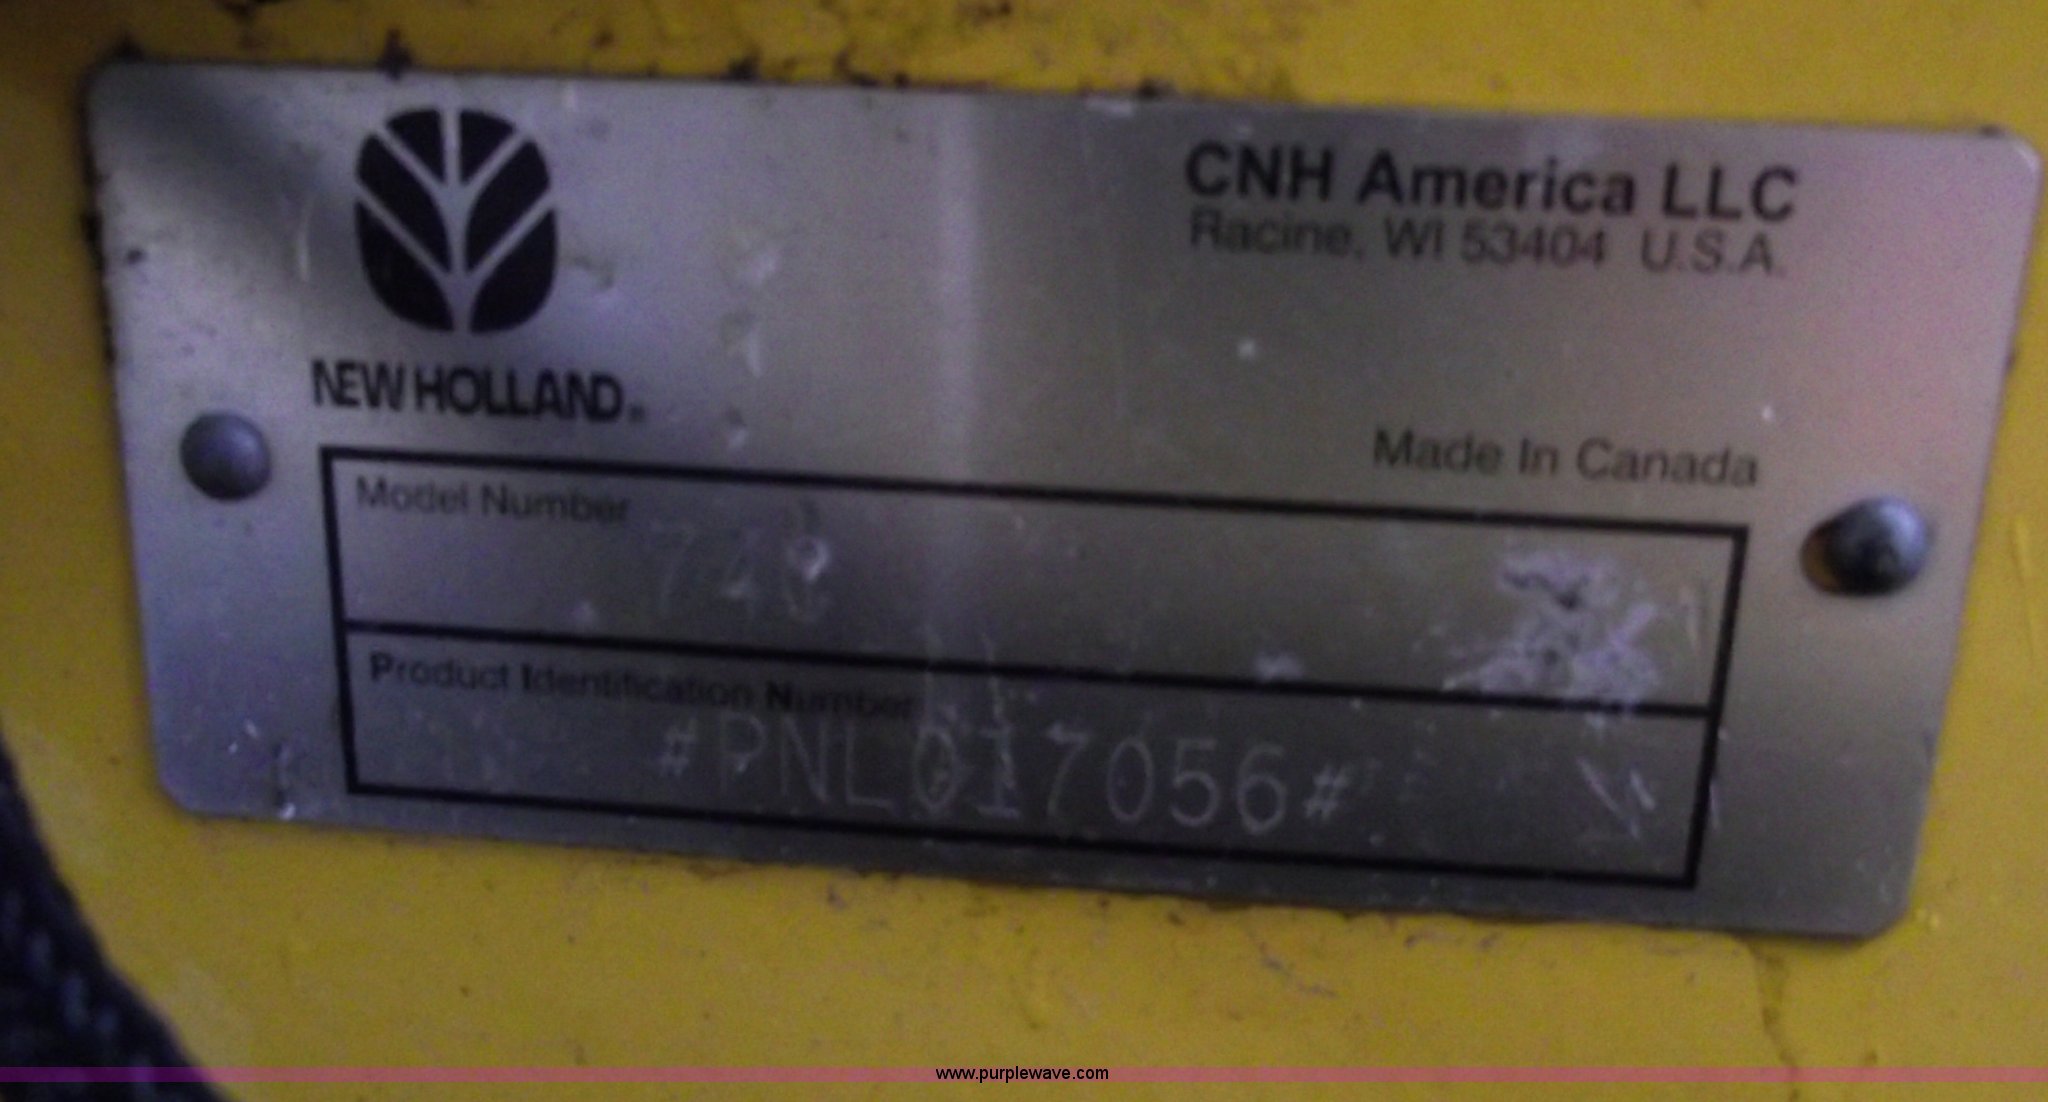 CNH America LLC
Racine, WI 53404 U.S.A.
NEW HOLLAND®
Made In Canada
Model Number
Product Identification Number
#PNL017056#
www.purplewave.com